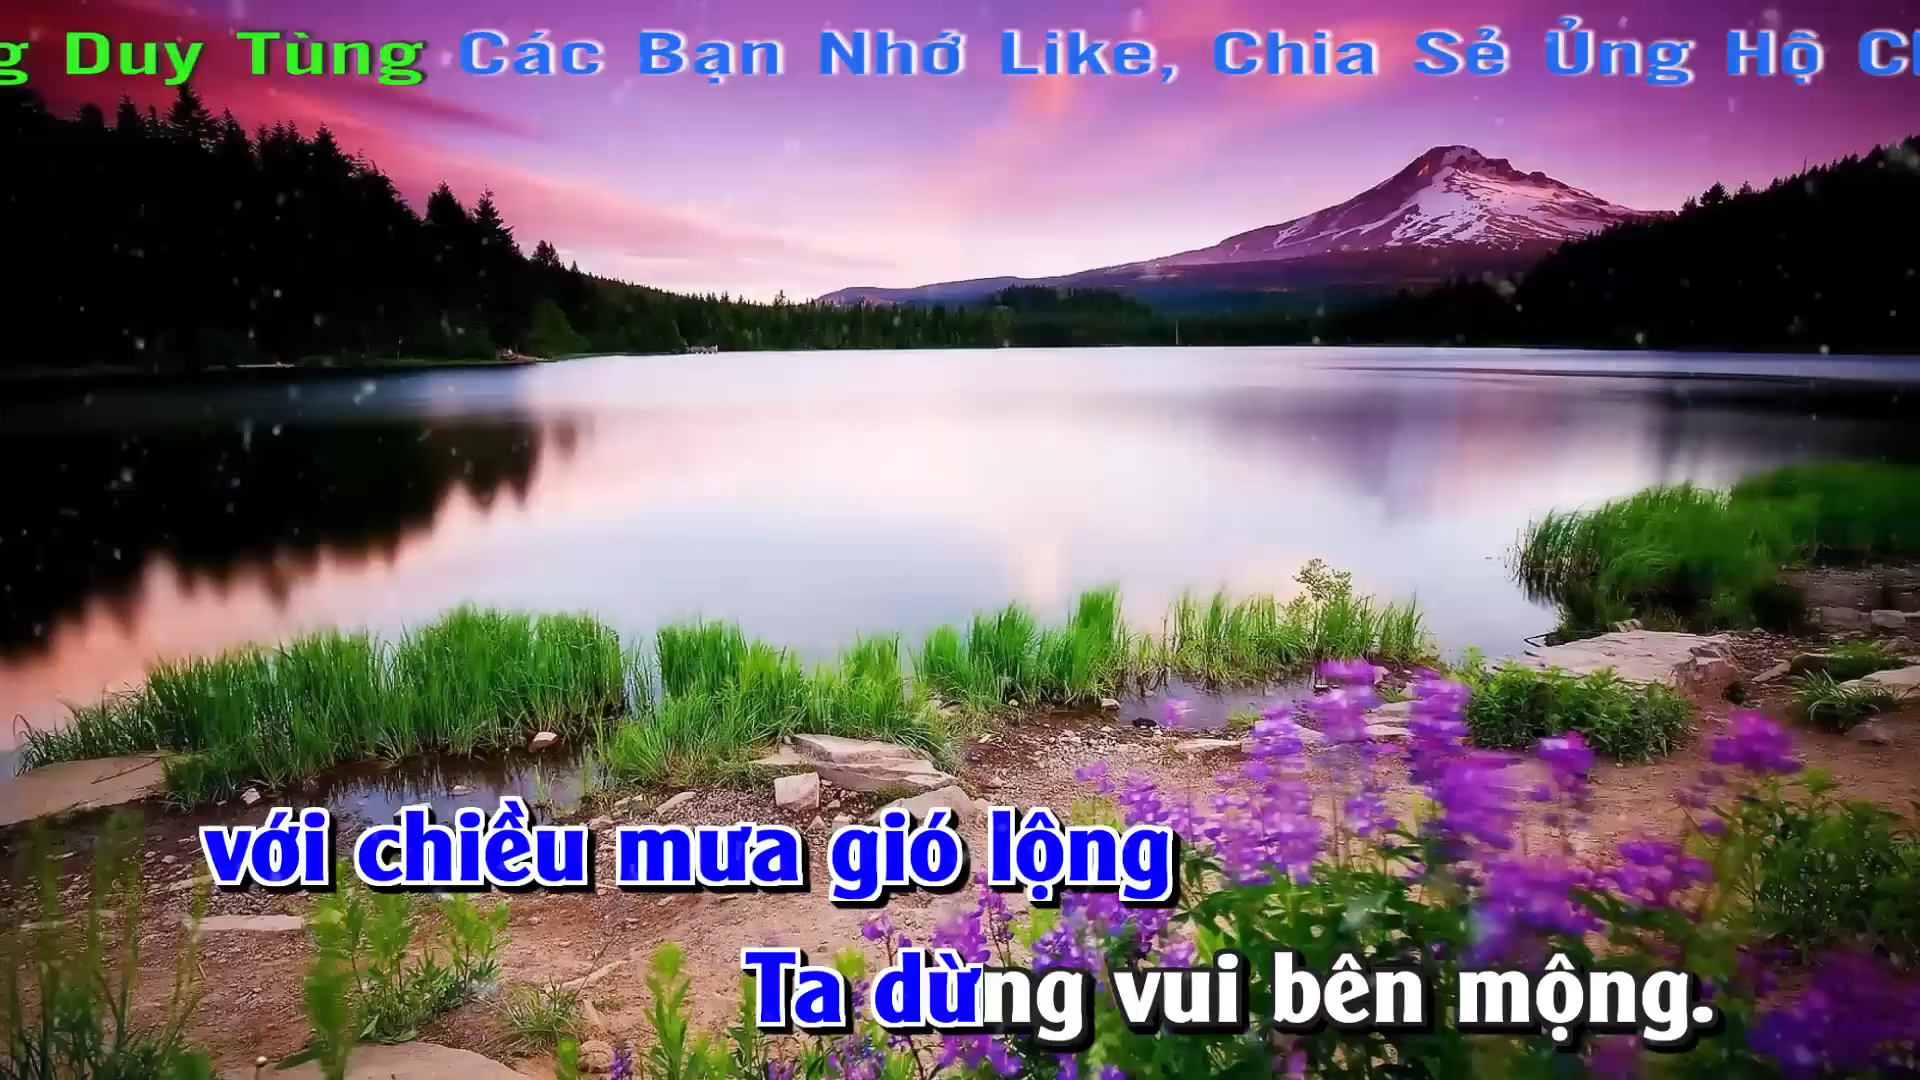 g Duy Tùng Các Bạn Nhớ Like, Chia Sẻ Ủng Hộ
với chiều mưa gió lộng
Ta dừng vui bên mộng.